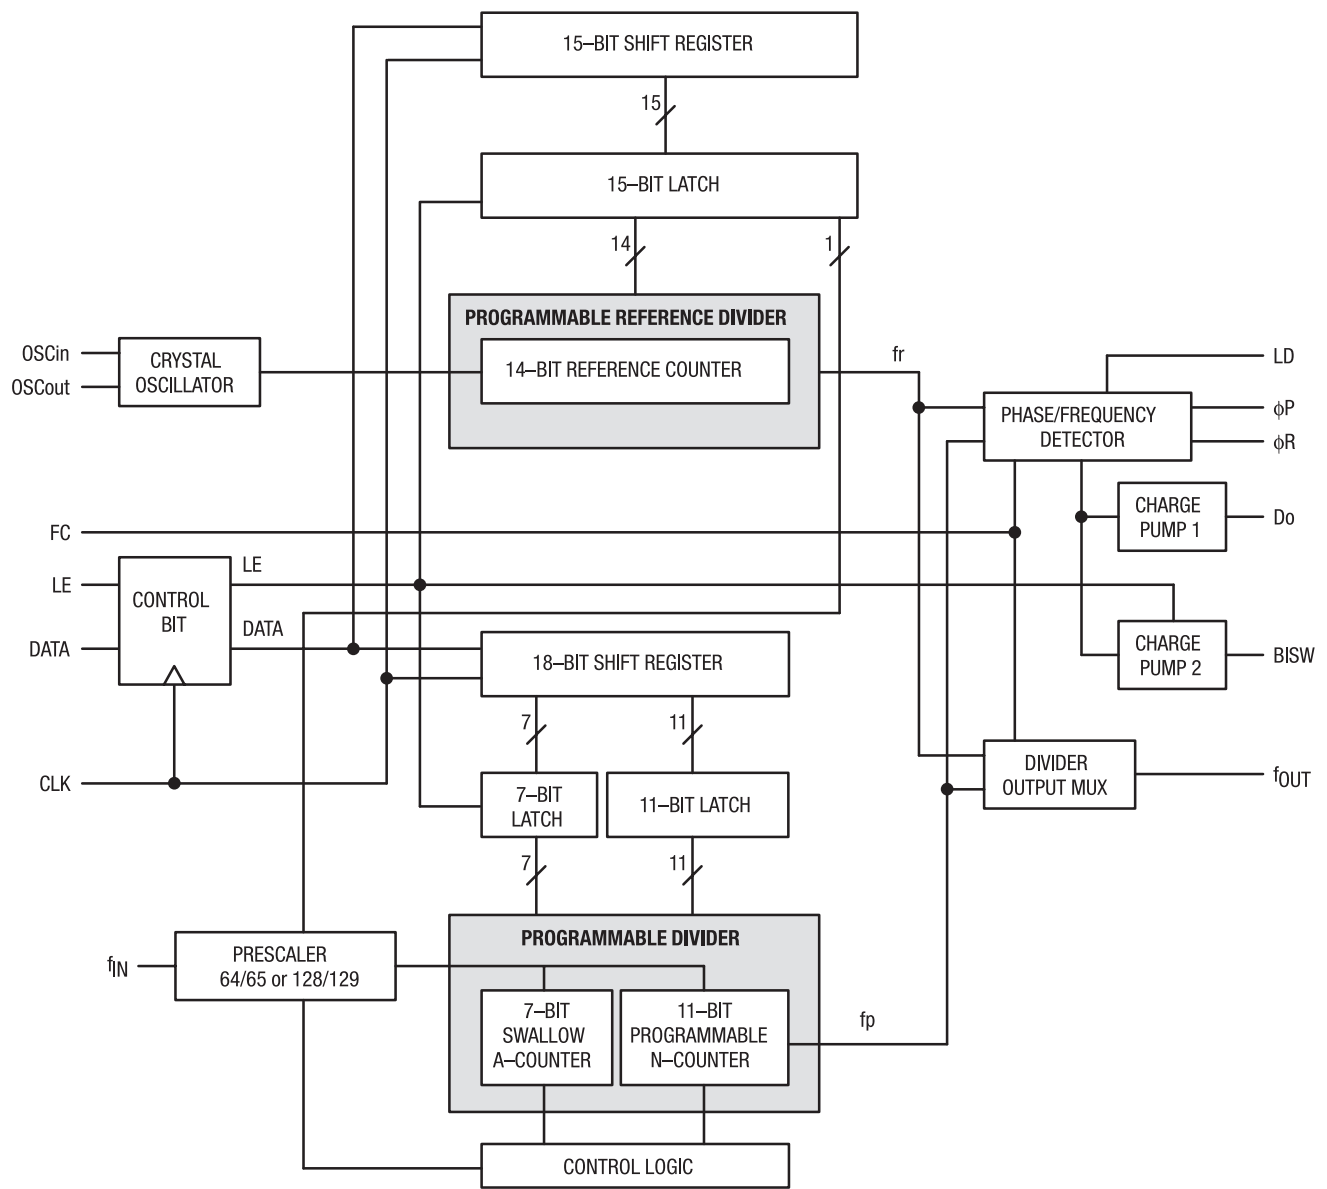 15–BIT SHIFT REGISTER
15
15–BIT LATCH
14
1
PROGRAMMABLE REFERENCE DIVIDER
14–BIT REFERENCE COUNTER
OSCin
OSCout
CRYSTAL
OSCILLATOR
fr
LD
PHASE/FREQUENCY
DETECTOR
ϕP
ϕR
CHARGE
PUMP 1
Do
FC
LE
LE
CONTROL
BIT
DATA
DATA
18–BIT SHIFT REGISTER
CHARGE
PUMP 2
BISW
7
11
CLK
7–BIT
LATCH
11–BIT LATCH
DIVIDER
OUTPUT MUX
fOUT
7
11
PROGRAMMABLE DIVIDER
fIN
PRESCALER
64/65 or 128/129
7–BIT
SWALLOW
A–COUNTER
11–BIT
PROGRAMMABLE
N–COUNTER
fp
CONTROL LOGIC